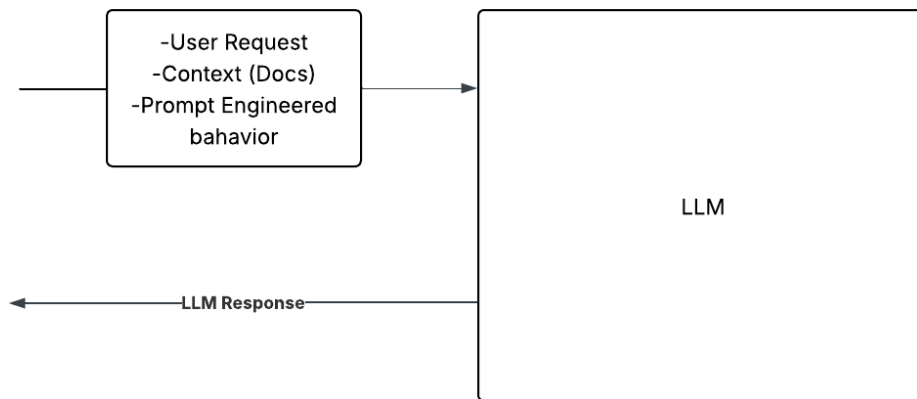 -User Request
-Context (Docs)
-Prompt Engineered
bahavior
LLM
LLM Response